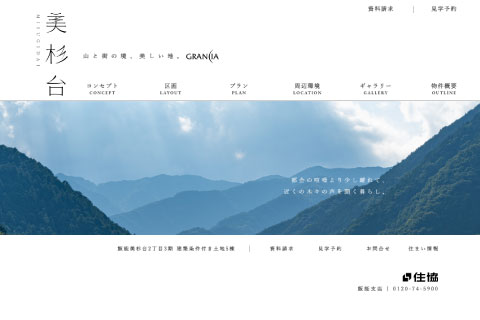 資料請求 | 見学予約
美杉台
MISUGIDAI
山と街の境。美しい地。 GRANCIA
コンセプト 区画 プラン 周辺環境 ギャラリー 物件概要
CONCEPT LAYOUT PLAN LOCATION GALLERY OUTLINE
都会の喧噪より少し離れて、
ぼくの木々の声を聞く暮らし。
飯能美杉台2丁目3期 建築条件付き土地5棟 | 資料請求 見学予約 お問合せ 住まい情報
住協
飯能支店 | 0120-74-5900